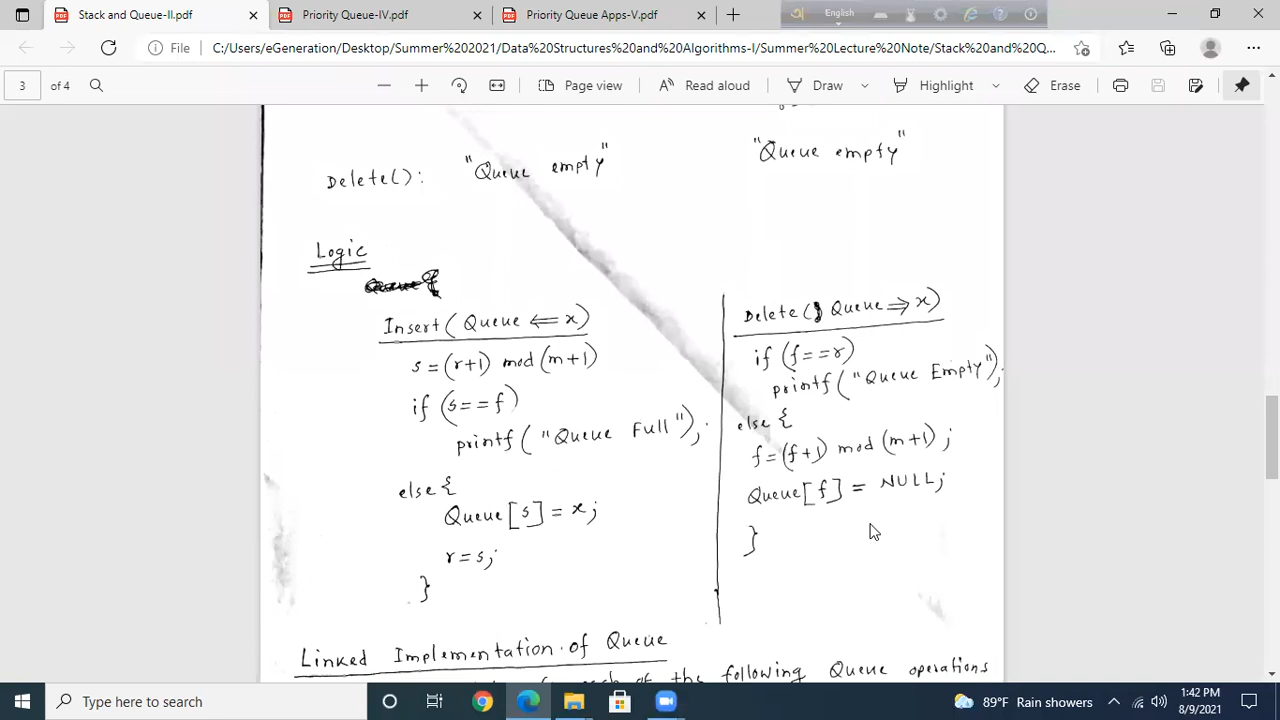 Stack and Queue-II.pdf
Priority Queue-IV.pdf
Priority Queue Apps-V.pdf
English
File
C:/Users/eGeneration/Desktop/Summer%202021/Data%20Structures%20and%20Algorithms-I/Summer%20Lecture%20Note/Stack%20and%20Q...
3 of 4
Page view
Read aloud
Draw
Highlight
Erase
Delete(): "Queue empty" "Queue empty"
Logic
Insert(Queue ⇐ x)
s=(r+1) mod (m+1)
if (s==f)
printf("Queue Full");
else{
Queue[s] = x;
r=s;
}
Delete( Queue ⇒ x)
if (f==r)
printf("Queue Empty");
else {
f=(f+1) mod (m+1);
Queue[f] = NULL;
}
Linked Implementation of Queue
of the following Queue operations
Type here to search
89°F Rain showers
1:42 PM
8/9/2021